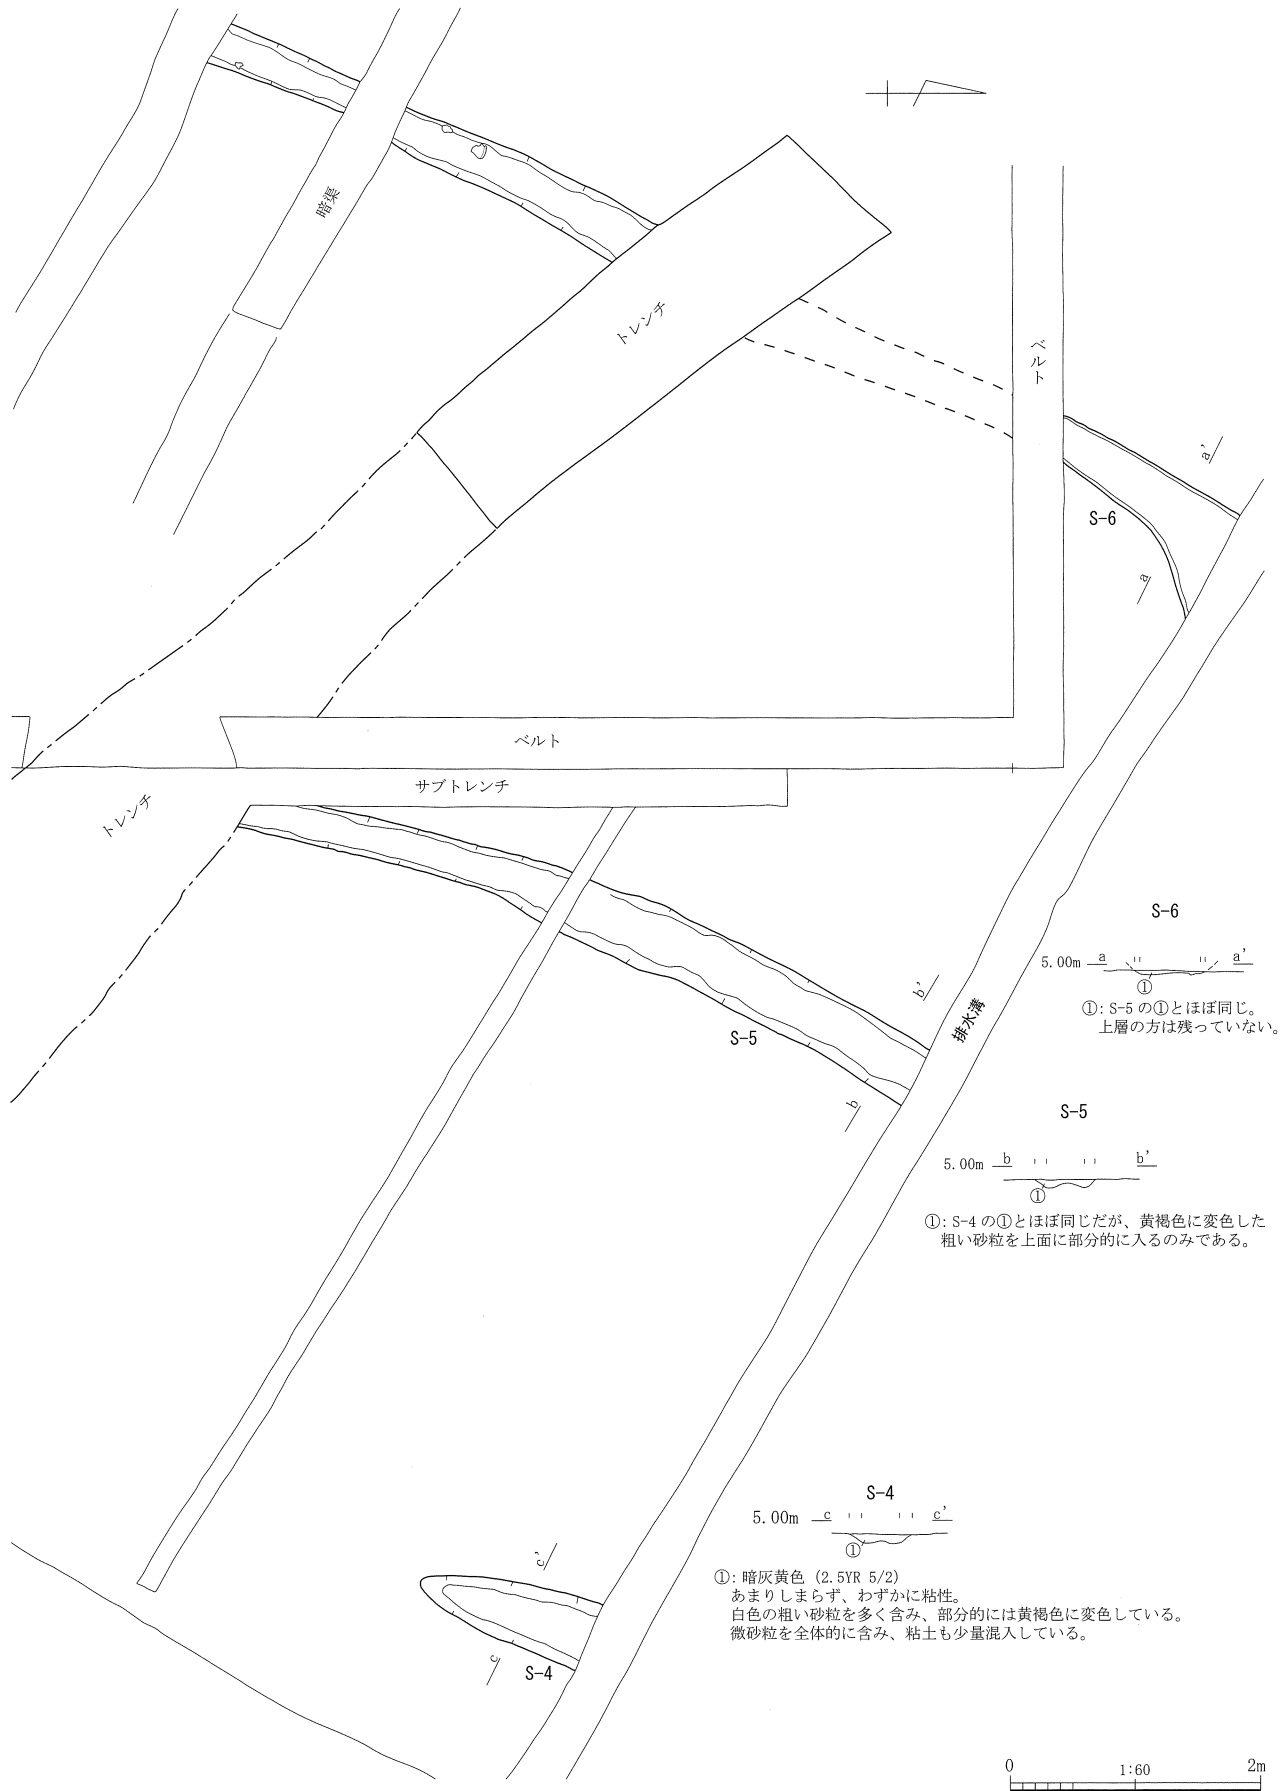 暗渠
トレンチ
ベルト
a'
S-6
a
ベルト
サブトレンチ
トレンチ
S-6
5.00m a a'
①
①: S-5の①とほぼ同じ。
上層の方は残っていない。
b'
排水溝
S-5
b
S-5
5.00m b b'
①
①: S-4の①とほぼ同じだが、黄褐色に変色した
粗い砂粒を上面に部分的に入るのみである。
S-4
5.00m c c'
①
①: 暗灰黄色 (2.5YR 5/2)
あまりしまらず、わずかに粘性。
白色の粗い砂粒を多く含み、部分的には黄褐色に変色している。
微砂粒を全体的に含み、粘土も少量混入している。
c'
c
S-4
0 1:60 2m